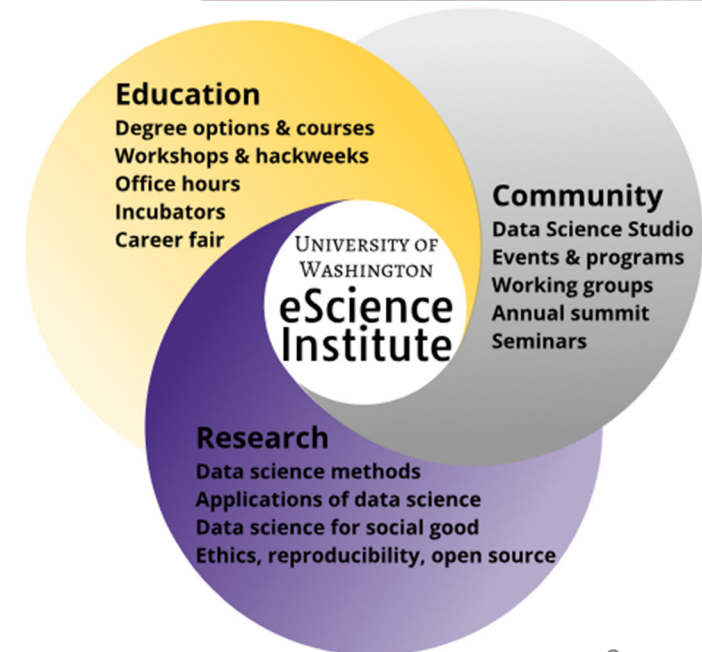 Education
Degree options & courses
Workshops & hackweeks
Office hours
Incubators
Career fair
Community
Data Science Studio
Events & programs
Working groups
Annual summit
Seminars
UNIVERSITY OF
WASHINGTON
eScience
Institute
Research
Data science methods
Applications of data science
Data science for social good
Ethics, reproducibility, open source